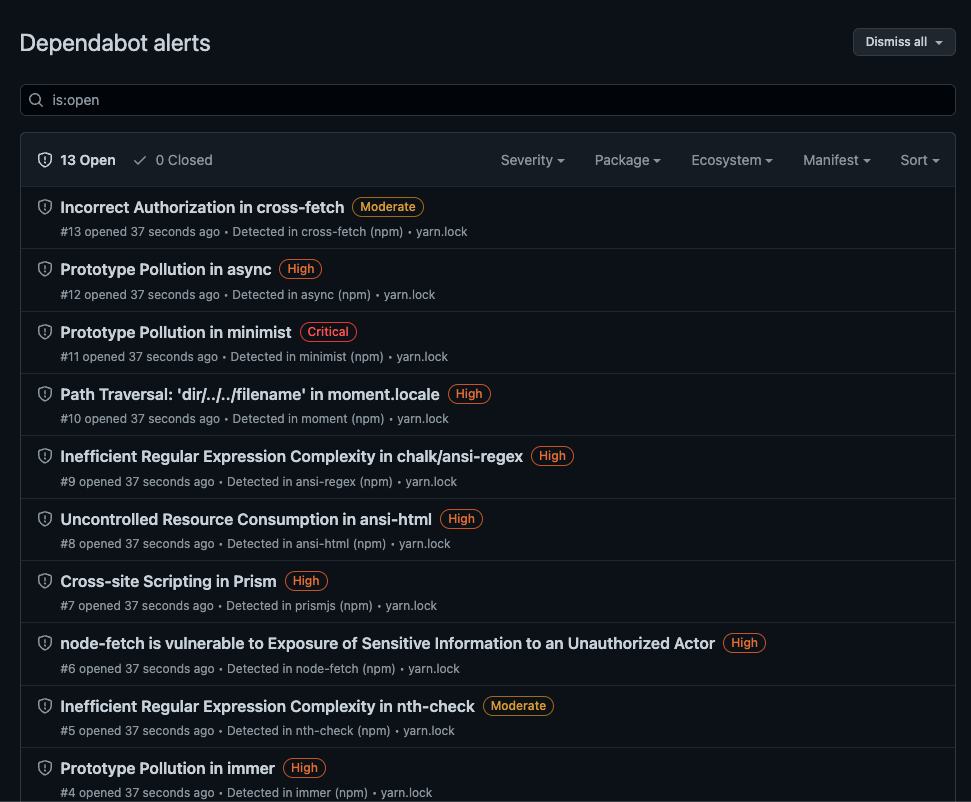 Dependabot alerts
Dismiss all
is:open
13 Open 0 Closed Severity Package Ecosystem Manifest Sort
Incorrect Authorization in cross-fetch Moderate
#13 opened 37 seconds ago • Detected in cross-fetch (npm) • yarn.lock
Prototype Pollution in async High
#12 opened 37 seconds ago • Detected in async (npm) • yarn.lock
Prototype Pollution in minimist Critical
#11 opened 37 seconds ago • Detected in minimist (npm) • yarn.lock
Path Traversal: 'dir/../../filename' in moment.locale High
#10 opened 37 seconds ago • Detected in moment (npm) • yarn.lock
Inefficient Regular Expression Complexity in chalk/ansi-regex High
#9 opened 37 seconds ago • Detected in ansi-regex (npm) • yarn.lock
Uncontrolled Resource Consumption in ansi-html High
#8 opened 37 seconds ago • Detected in ansi-html (npm) • yarn.lock
Cross-site Scripting in Prism High
#7 opened 37 seconds ago • Detected in prismjs (npm) • yarn.lock
node-fetch is vulnerable to Exposure of Sensitive Information to an Unauthorized Actor High
#6 opened 37 seconds ago • Detected in node-fetch (npm) • yarn.lock
Inefficient Regular Expression Complexity in nth-check Moderate
#5 opened 37 seconds ago • Detected in nth-check (npm) • yarn.lock
Prototype Pollution in immer High
#4 opened 37 seconds ago • Detected in immer (npm) • yarn.lock